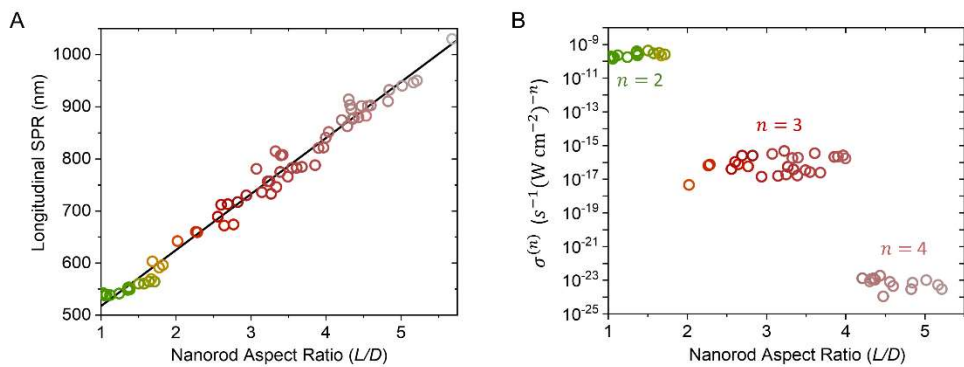 A
Longitudinal SPR (nm)
1000
900
800
700
600
500
1 2 3 4 5
Nanorod Aspect Ratio (L/D)
B
σ⁽ⁿ⁾ (s⁻¹(W cm⁻²)⁻ⁿ)
10⁻⁹
10⁻¹¹
10⁻¹³
10⁻¹⁵
10⁻¹⁷
10⁻¹⁹
10⁻²¹
10⁻²³
10⁻²⁵
n = 2
n = 3
n = 4
1 2 3 4 5
Nanorod Aspect Ratio (L/D)